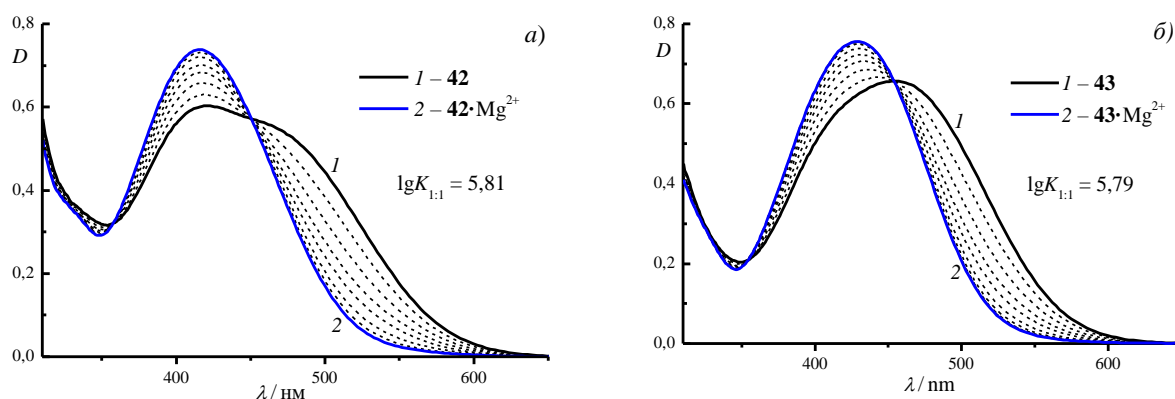 0,8
D
0,6
0,4
0,2
0,0
400
500
600
λ / нм
а)
1 – 42
2 – 42·Mg²⁺
1
lgK₁:₁ = 5,81
2
0,8
D
0,6
0,4
0,2
0,0
400
500
600
λ / nm
б)
1 – 43
2 – 43·Mg²⁺
1
lgK₁:₁ = 5,79
2